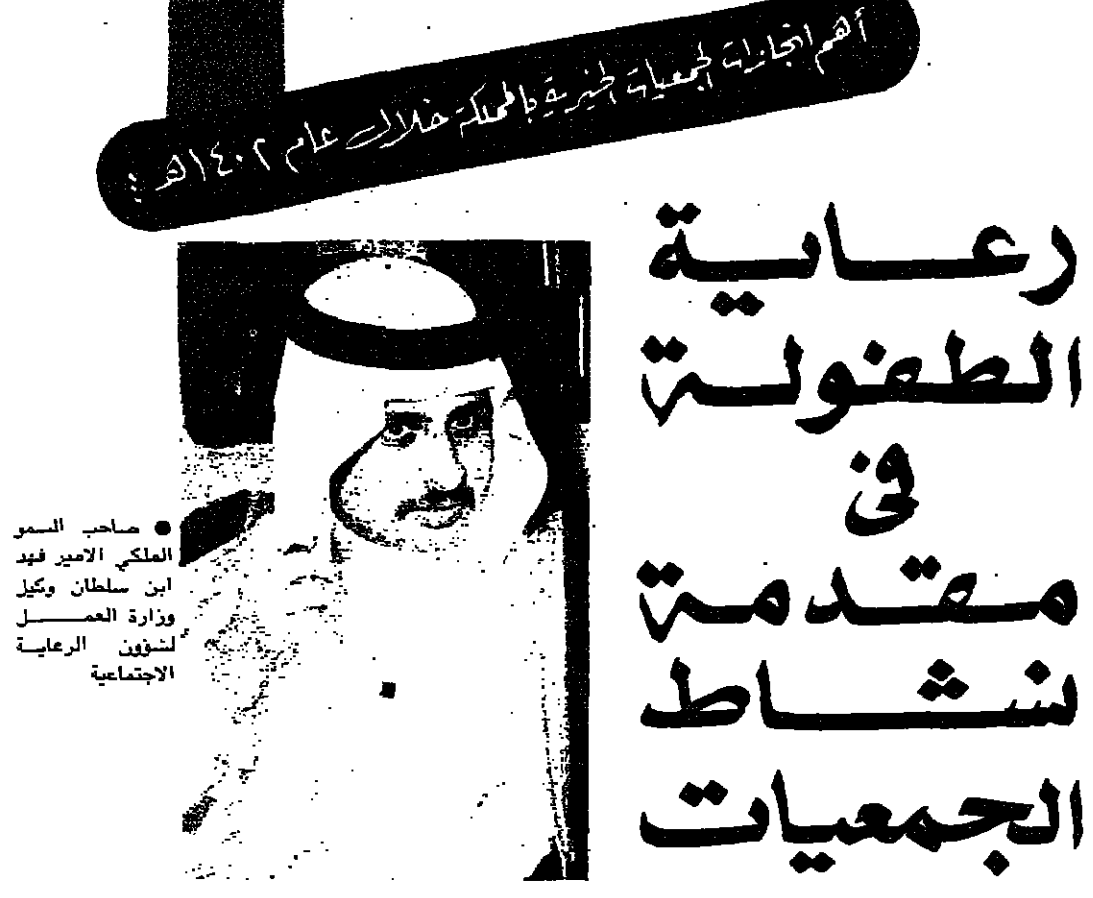 أهم انجازات الجمعيات الخيرية بالمملكة خلال عام ١٤٠٢هـ :
رعاية
الطفولة
في
مقدمة
نشاط
الجمعيات
● صاحب السمو
الملكي الامير فهد
ابن سلطان وكيل
وزارة العمل
لشؤون الرعاية
الاجتماعية